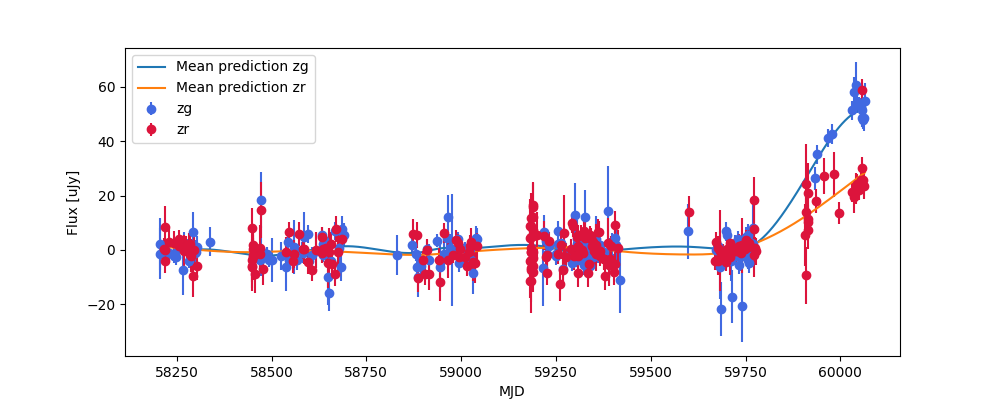 Mean prediction zg
Mean prediction zr
zg
zr
Flux [uJy]
60
40
20
0
−20
58250 58500 58750 59000 59250 59500 59750 60000
MJD